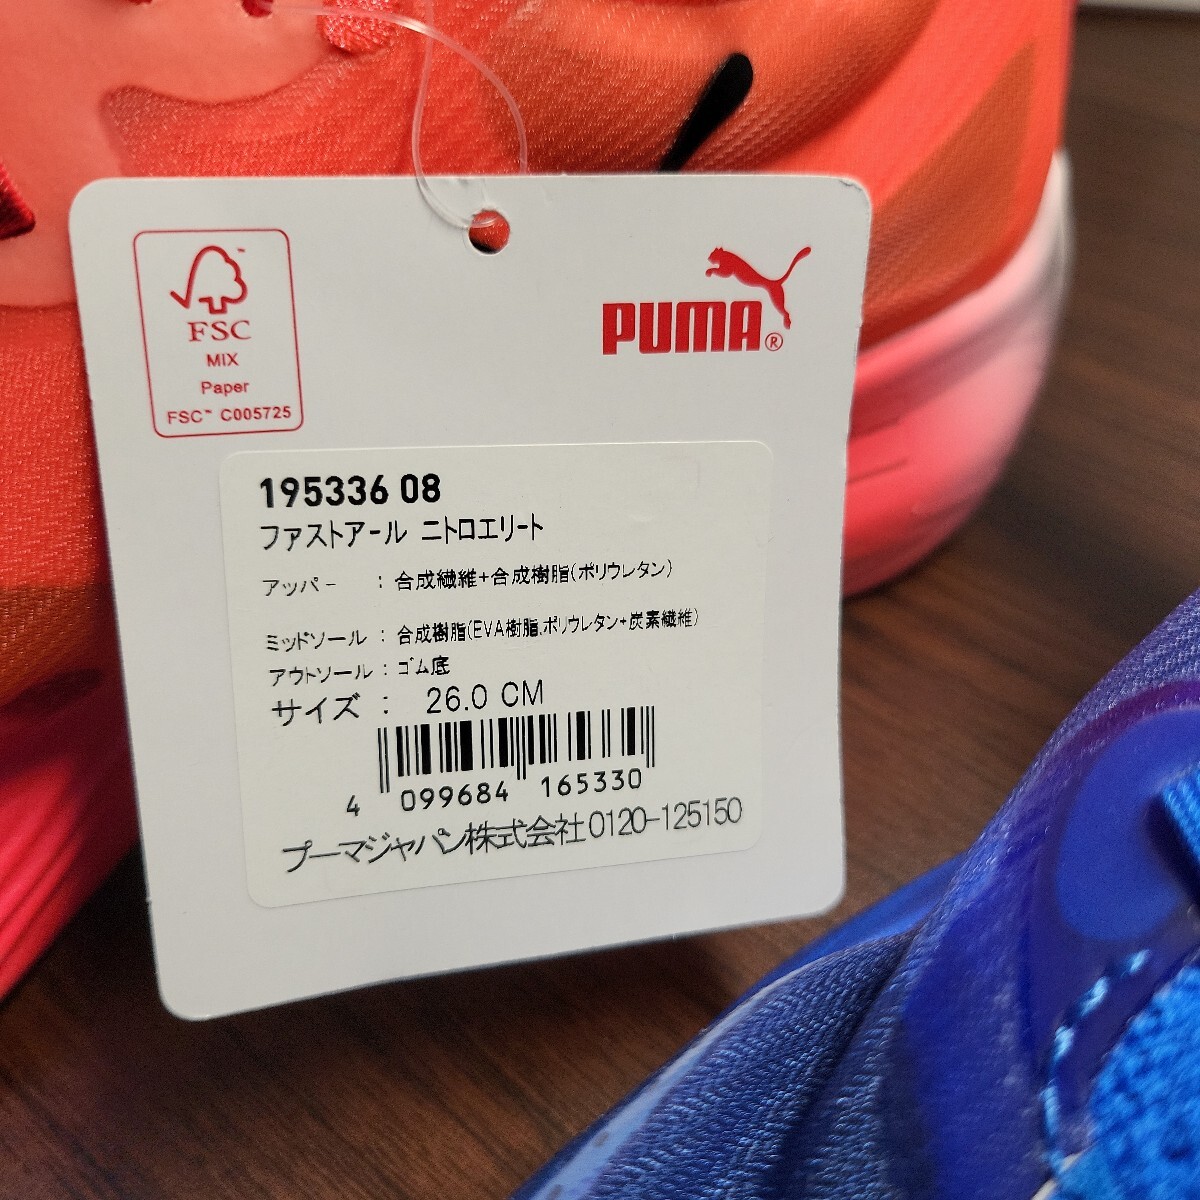 FSC
MIX
Paper
FSC™ C005725
PUMA®
195336 08
ファストアール ニトロエリート
アッパー : 合成繊維+合成樹脂(ポリウレタン)
ミッドソール : 合成樹脂(EVA樹脂,ポリウレタン+炭素繊維)
アウトソール : ゴム底
サイズ : 26.0 CM
4 099684 165330
プーマジャパン株式会社0120-125150